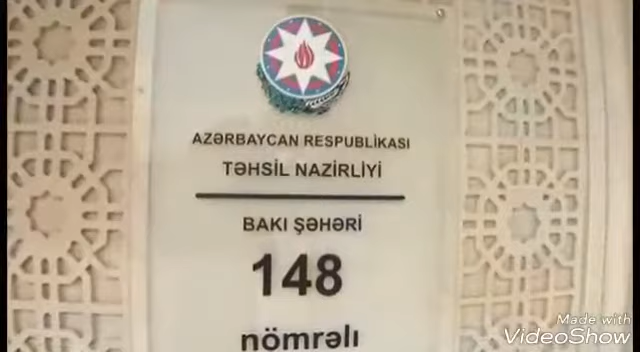 AZƏRBAYCAN RESPUBLİKASI
TƏHSİL NAZİRLİYİ
BAKI ŞƏHƏRİ
148
nömrəli
Made with
VideoShow